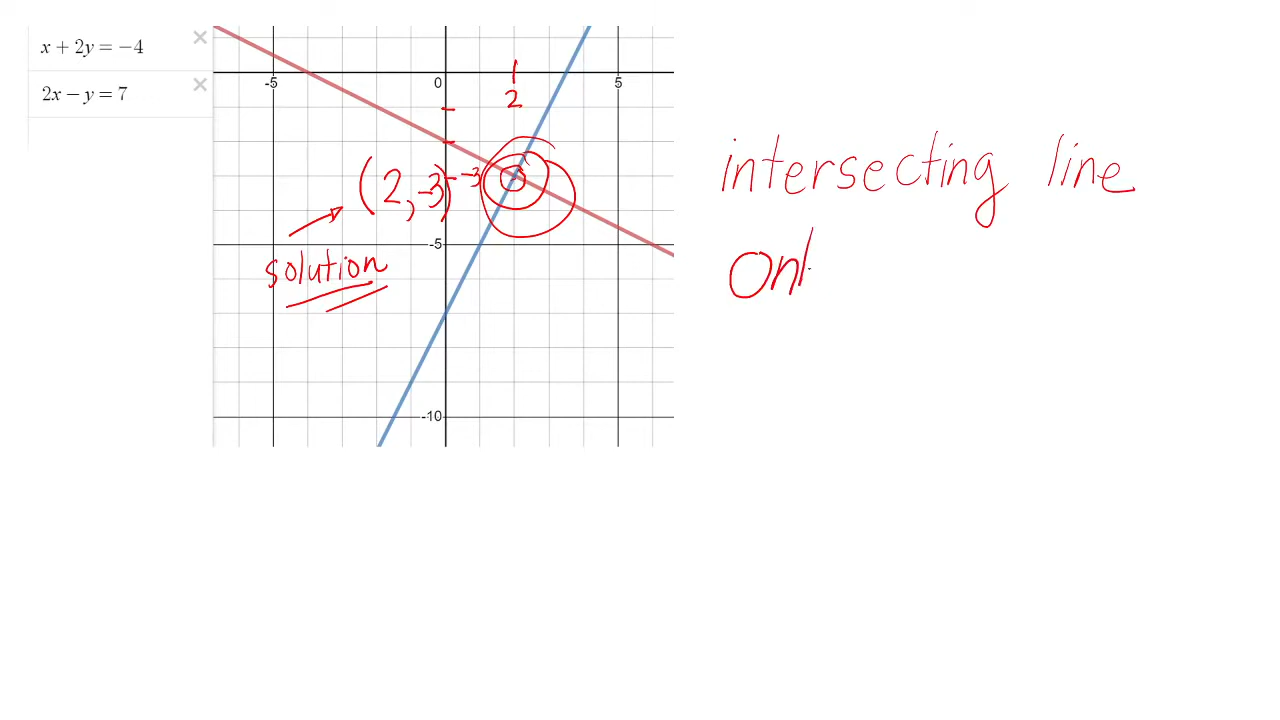 x + 2y = −4
2x − y = 7
-5
0
5
1
2
-3
(2, -3)
-5
solution
-10
intersecting line
Onl